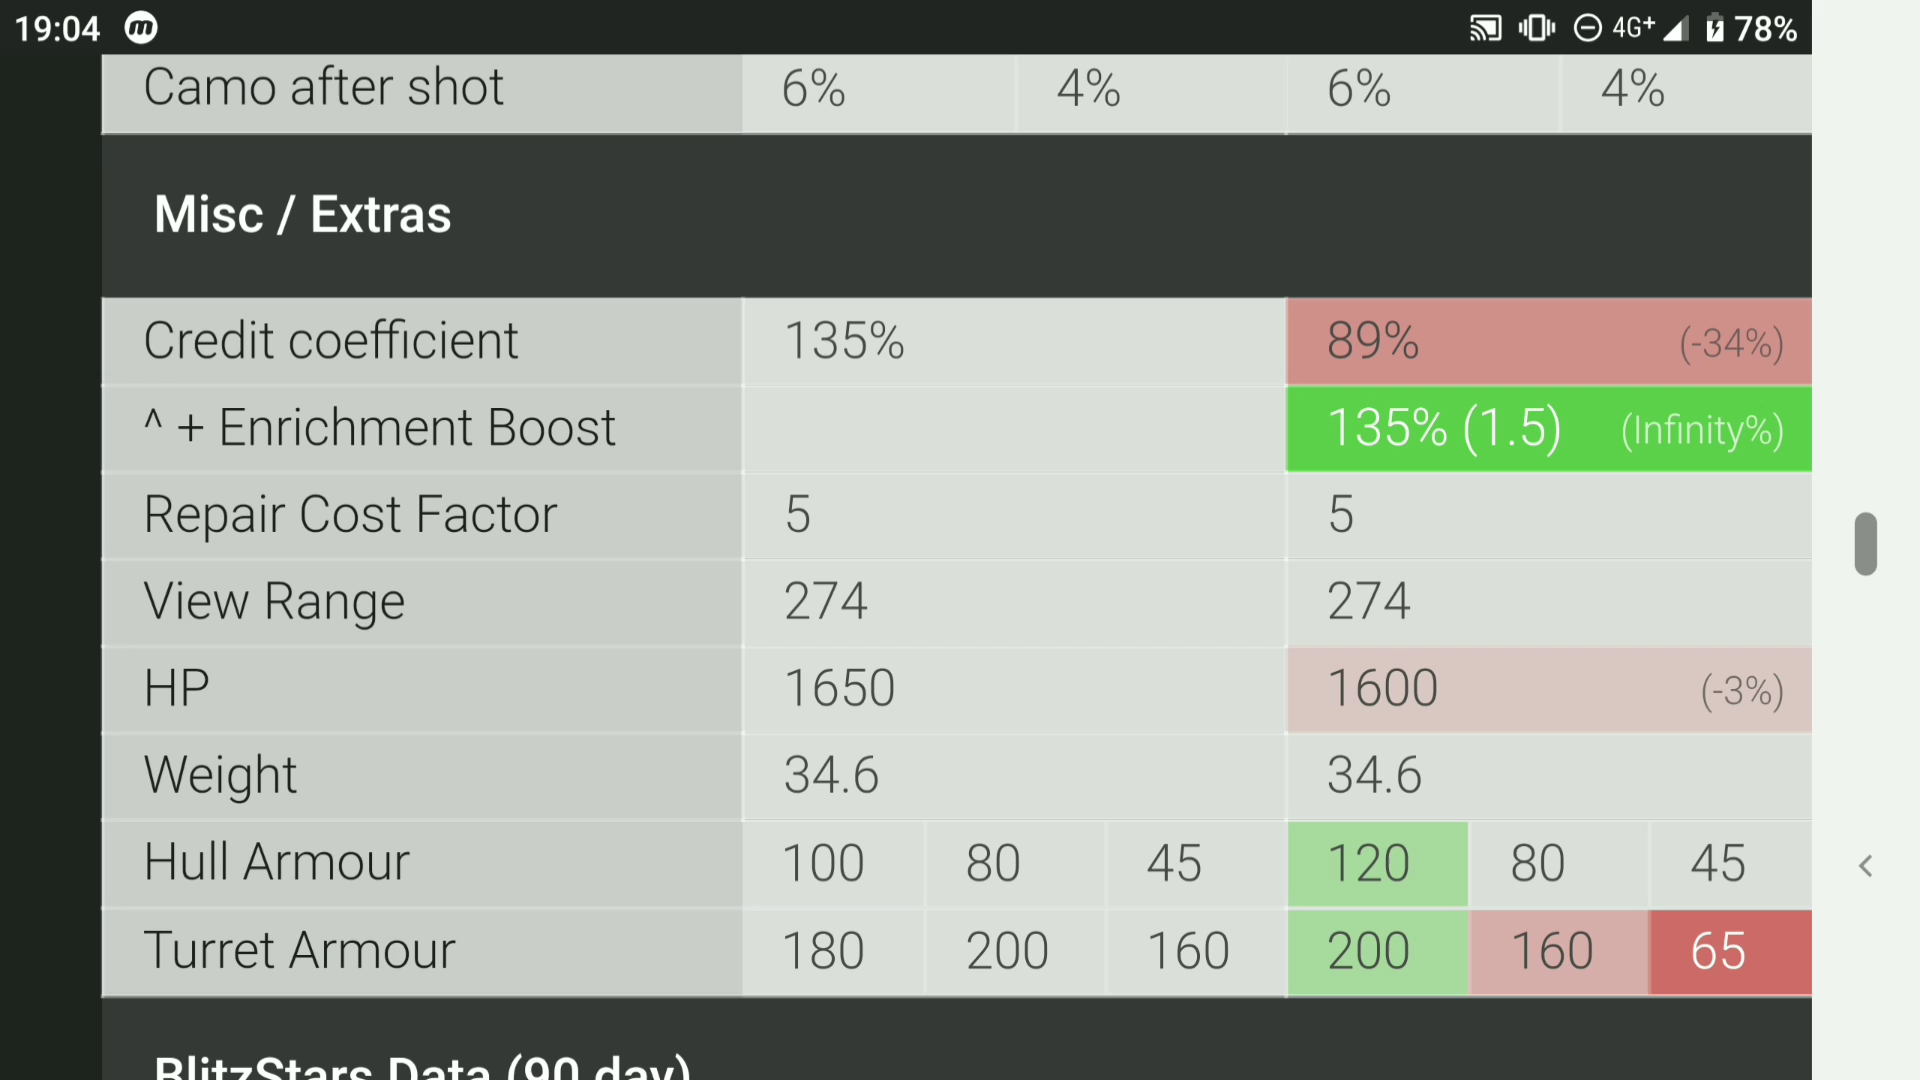 19:04 m 4G+ 78%
Camo after shot 6% 4% 6% 4%
Misc / Extras
Credit coefficient 135% 89% (-34%)
^ + Enrichment Boost 135% (1.5) (Infinity%)
Repair Cost Factor 5 5
View Range 274 274
HP 1650 1600 (-3%)
Weight 34.6 34.6
Hull Armour 100 80 45 120 80 45
Turret Armour 180 200 160 200 160 65
BlitzStars Data (90 day)